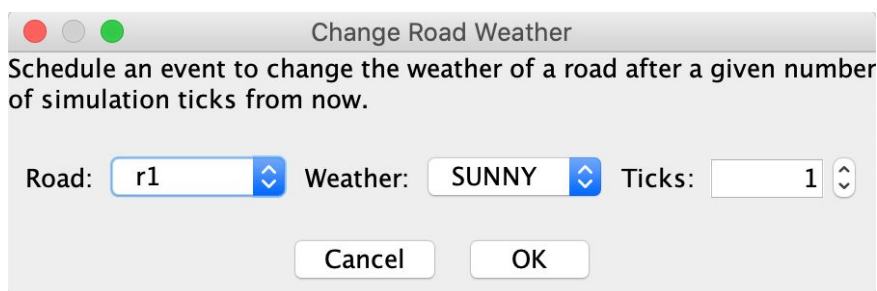 Change Road Weather
Schedule an event to change the weather of a road after a given number
of simulation ticks from now.
Road: r1 Weather: SUNNY Ticks: 1
Cancel OK